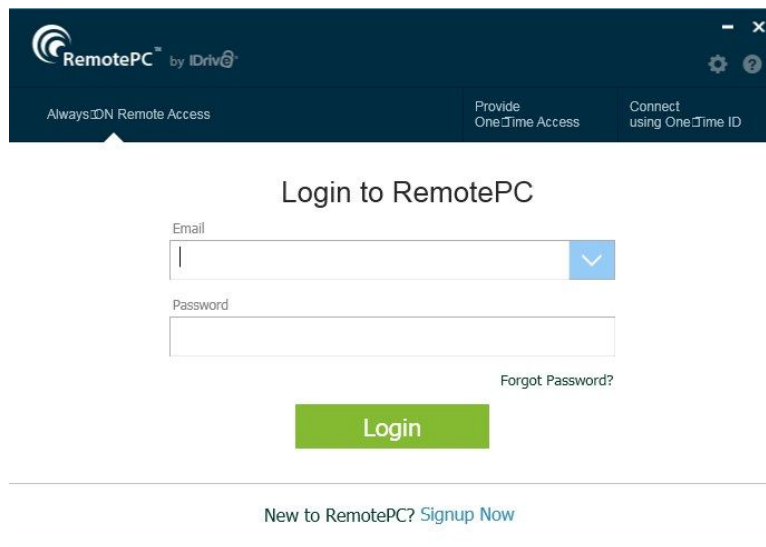 RemotePC™ by IDrive®
Always-ON Remote Access
Provide
One-Time Access
Connect
using One-Time ID
Login to RemotePC
Email
Password
Forgot Password?
Login
New to RemotePC? Signup Now